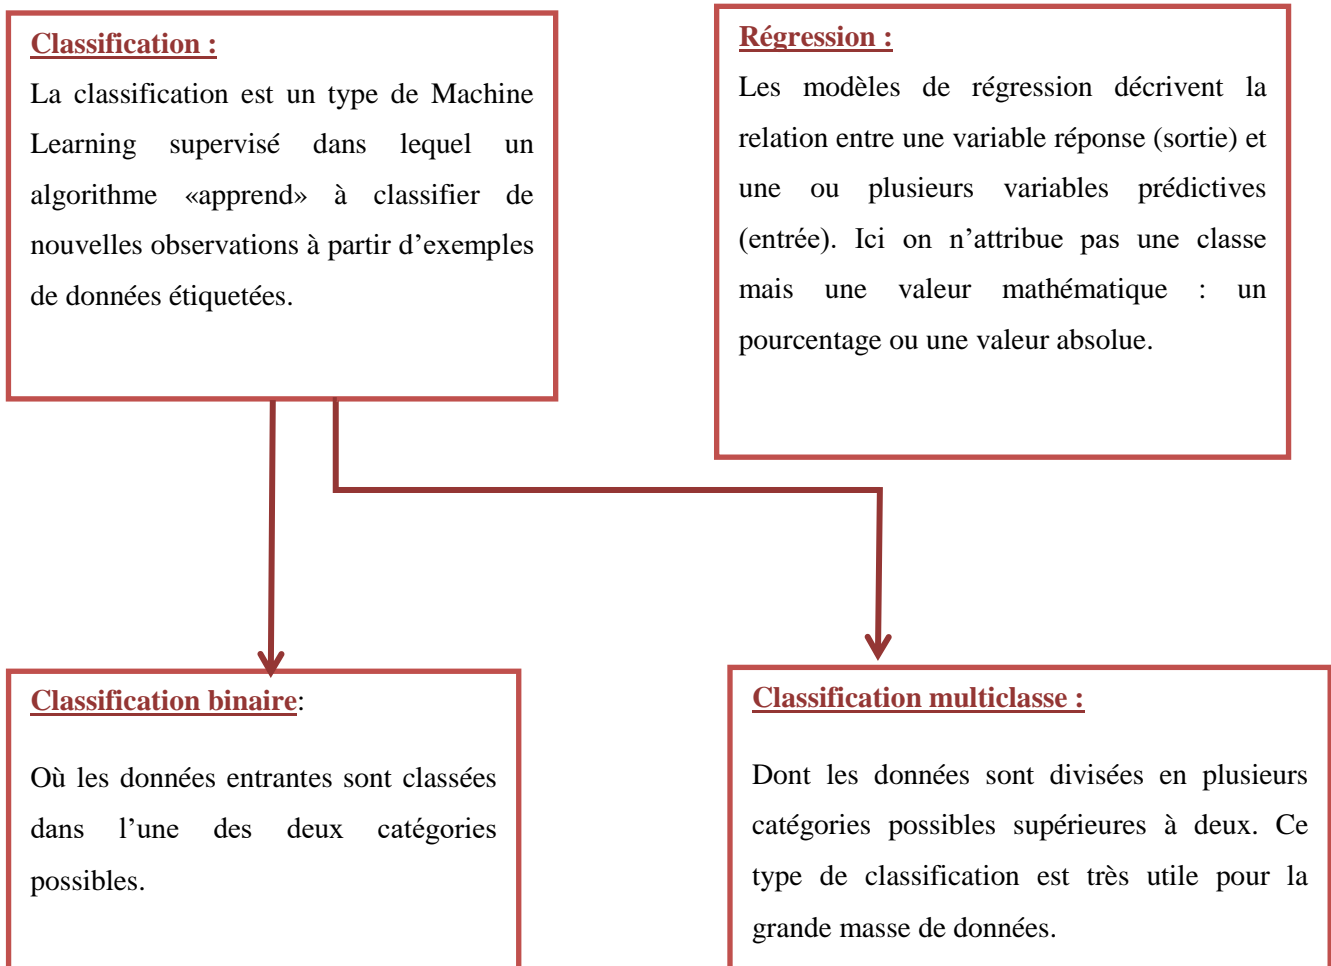 Classification :
La classification est un type de Machine
Learning supervisé dans lequel un
algorithme «apprend» à classifier de
nouvelles observations à partir d’exemples
de données étiquetées.
Régression :
Les modèles de régression décrivent la
relation entre une variable réponse (sortie) et
une ou plusieurs variables prédictives
(entrée). Ici on n’attribue pas une classe
mais une valeur mathématique : un
pourcentage ou une valeur absolue.
Classification binaire:
Où les données entrantes sont classées
dans l’une des deux catégories
possibles.
Classification multiclasse :
Dont les données sont divisées en plusieurs
catégories possibles supérieures à deux. Ce
type de classification est très utile pour la
grande masse de données.